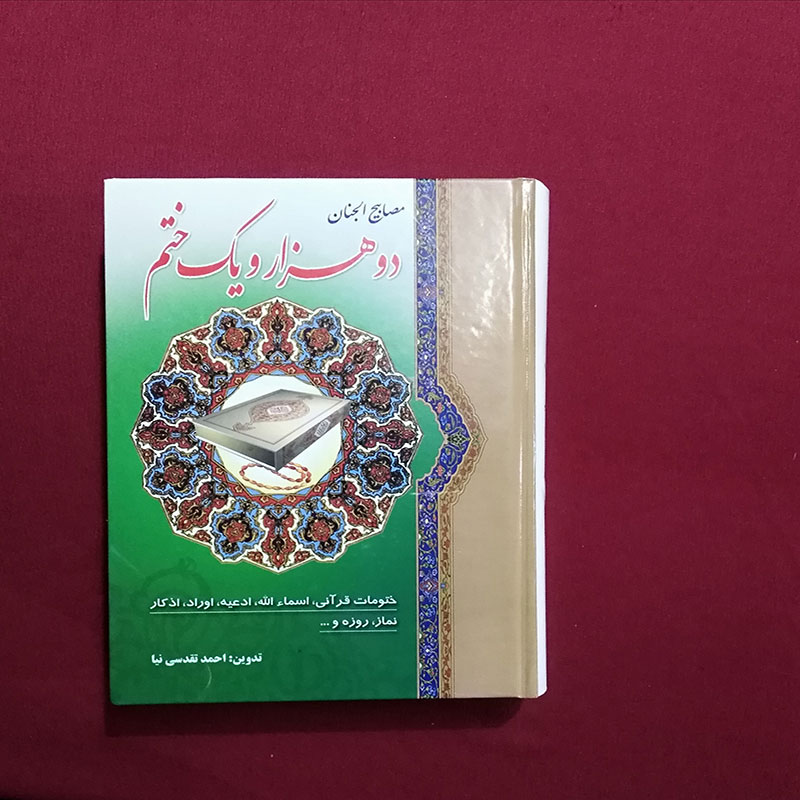 مصابیح الجنان
دو هزار و یک ختم
ختومات قرآنی، اسماء الله، ادعیه، اوراد، اذکار
نماز، روزه و ...
تدوین: احمد تقدسی نیا